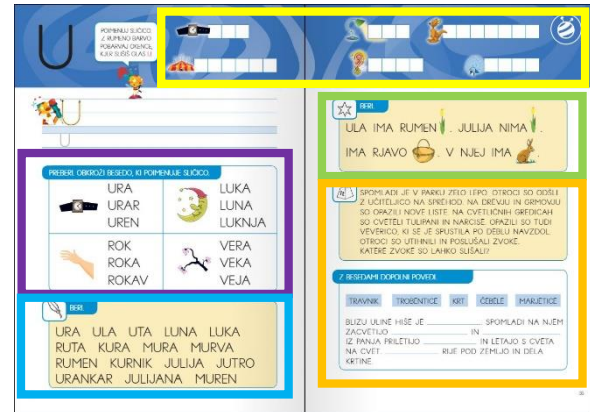 U
POIMENUJ SLIČICO.
Z RUMENO BARVO
POBARVAJ OKENCE,
KJER SLIŠIŠ GLAS U.
U
U
PREBERI. OBKROŽI BESEDO, KI POIMENUJE SLIČICO.
URA
URAR
UREN
LUKA
LUNA
LUKNJA
ROK
ROKA
ROKAV
VERA
VEKA
VEJA
BERI.
URA ULA UTA LUNA LUKA
RUTA KURA MURA MURVA
RUMEN KURNIK JULIJA JUTRO
URANKAR JULIJANA MUREN
BERI.
ULA IMA RUMEN . JULIJA NIMA .
IMA RJAVO . V NJEJ IMA .
SPOMLADI JE V PARKU ZELO LEPO. OTROCI SO ODŠLI
Z UČITELJICO NA SPREHOD. NA DREVJU IN GRMOVJU
SO OPAZILI NOVE LISTE. NA CVETLIČNIH GREDICAH
SO CVETELI TULIPANI IN NARCISE. OPAZILI SO TUDI
VEVERICO, KI SE JE SPUSTILA PO DEBLU NAVZDOL.
OTROCI SO UTIHNILI IN POSLUŠALI ZVOKE.
KATERE ZVOKE SO LAHKO SLIŠALI?
Z BESEDAMI DOPOLNI POVEDI.
TRAVNIK TROBENTICE KRT ČEBELE MARJETICE
BLIZU ULINE HIŠE JE ____. SPOMLADI NA NJEM
ZACVETIJO ____ IN ____.
IZ PANJA PRILETIJO ____ IN LETAJO S CVETA
NA CVET. ____ RIJE POD ZEMLJO IN DELA
KRTINE.